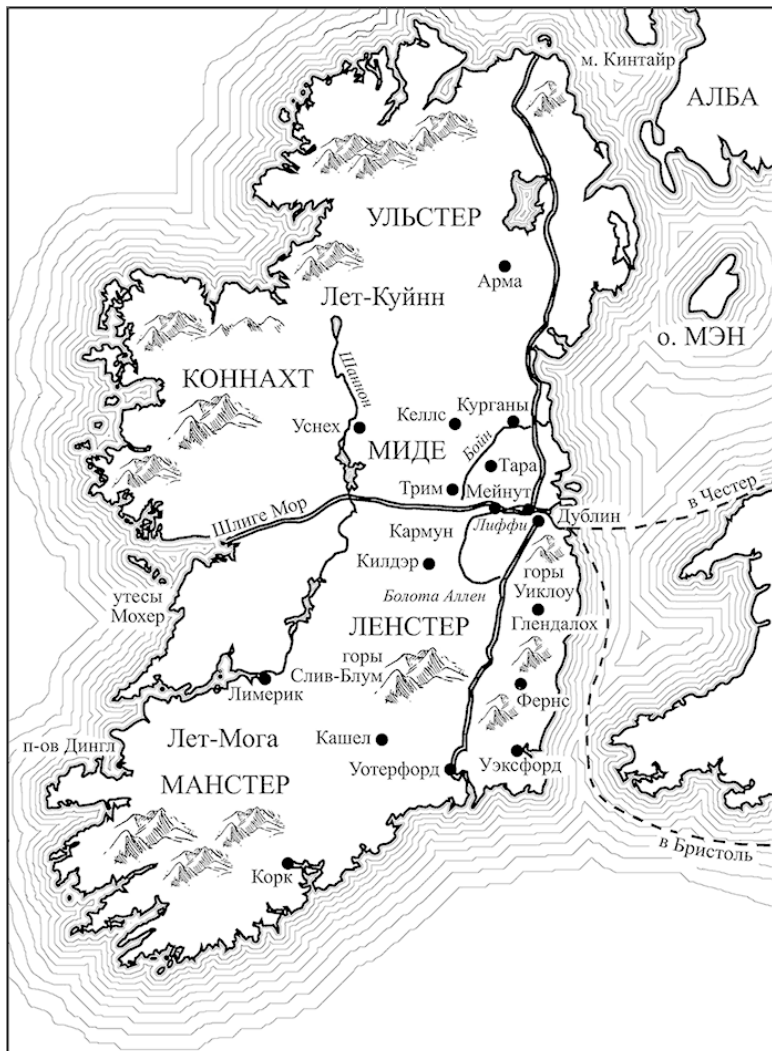 м. Кинтайр
АЛБА
УЛЬСТЕР
Арма
Лет-Куйнн
о. МЭН
Шаннон
КОННАХТ
Уснех
Келлс
Курганы
МИДЕ
Бойн
Тара
Трим
Мейнут
в Честер
Шлиге Мор
Лиффи
Дублин
Кармун
Килдэр
горы
Уиклоу
утесы
Мохер
Болота Аллен
Глендалох
ЛЕНСТЕР
горы
Слив-Блум
Лимерик
Фернс
п-ов Дингл
Лет-Мога
Кашел
Уотерфорд
Уэксфорд
МАНСТЕР
в Бристоль
Корк